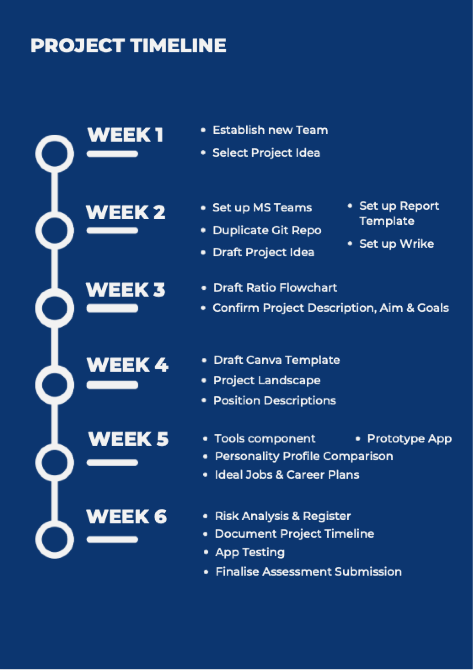 PROJECT TIMELINE
WEEK 1
• Establish new Team
• Select Project Idea
WEEK 2
• Set up MS Teams
• Duplicate Git Repo
• Draft Project Idea
• Set up Report
Template
• Set up Wrike
WEEK 3
• Draft Ratio Flowchart
• Confirm Project Description, Aim & Goals
WEEK 4
• Draft Canva Template
• Project Landscape
• Position Descriptions
WEEK 5
• Tools component
• Prototype App
• Personality Profile Comparison
• Ideal Jobs & Career Plans
WEEK 6
• Risk Analysis & Register
• Document Project Timeline
• App Testing
• Finalise Assessment Submission